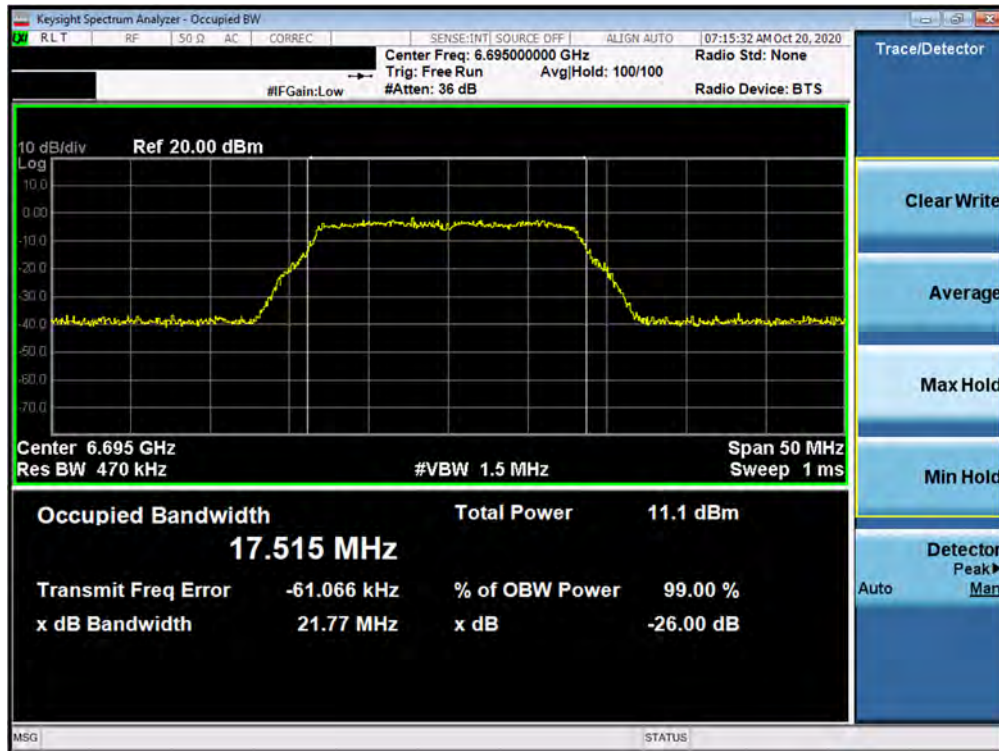 Keysight Spectrum Analyzer - Occupied BW
LXI RLT RF 50 Ω AC CORREC SENSE:INT SOURCE OFF ALIGN AUTO 07:15:32 AM Oct 20, 2020
Center Freq: 6.695000000 GHz Radio Std: None
Trig: Free Run Avg|Hold: 100/100
#IFGain:Low #Atten: 36 dB Radio Device: BTS
10 dB/div Ref 20.00 dBm
Log
10.0
0.00
-10.0
-20.0
-30.0
-40.0
-50.0
-60.0
-70.0
Center 6.695 GHz Span 50 MHz
Res BW 470 kHz #VBW 1.5 MHz Sweep 1 ms
Occupied Bandwidth Total Power 11.1 dBm
17.515 MHz
Transmit Freq Error -61.066 kHz % of OBW Power 99.00 %
x dB Bandwidth 21.77 MHz x dB -26.00 dB
Trace/Detector
Clear Write
Average
Max Hold
Min Hold
Detector
Peak
Auto Man
MSG STATUS